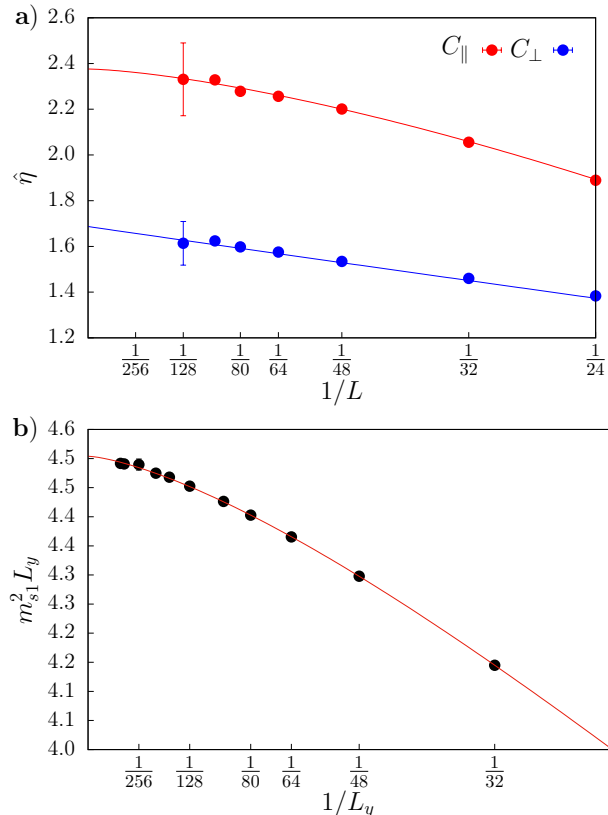 a)
2.6
2.4
2.2
2.0
1.8
1.6
1.4
1.2
η̂
C∥ C⊥
1/256 1/128 1/80 1/64 1/48 1/32 1/24
1/L
b)
4.6
4.5
4.5
4.4
4.4
4.3
4.3
4.2
4.2
4.1
4.1
4.0
m²ₛ₁Lᵧ
1/256 1/128 1/80 1/64 1/48 1/32
1/Lᵧ